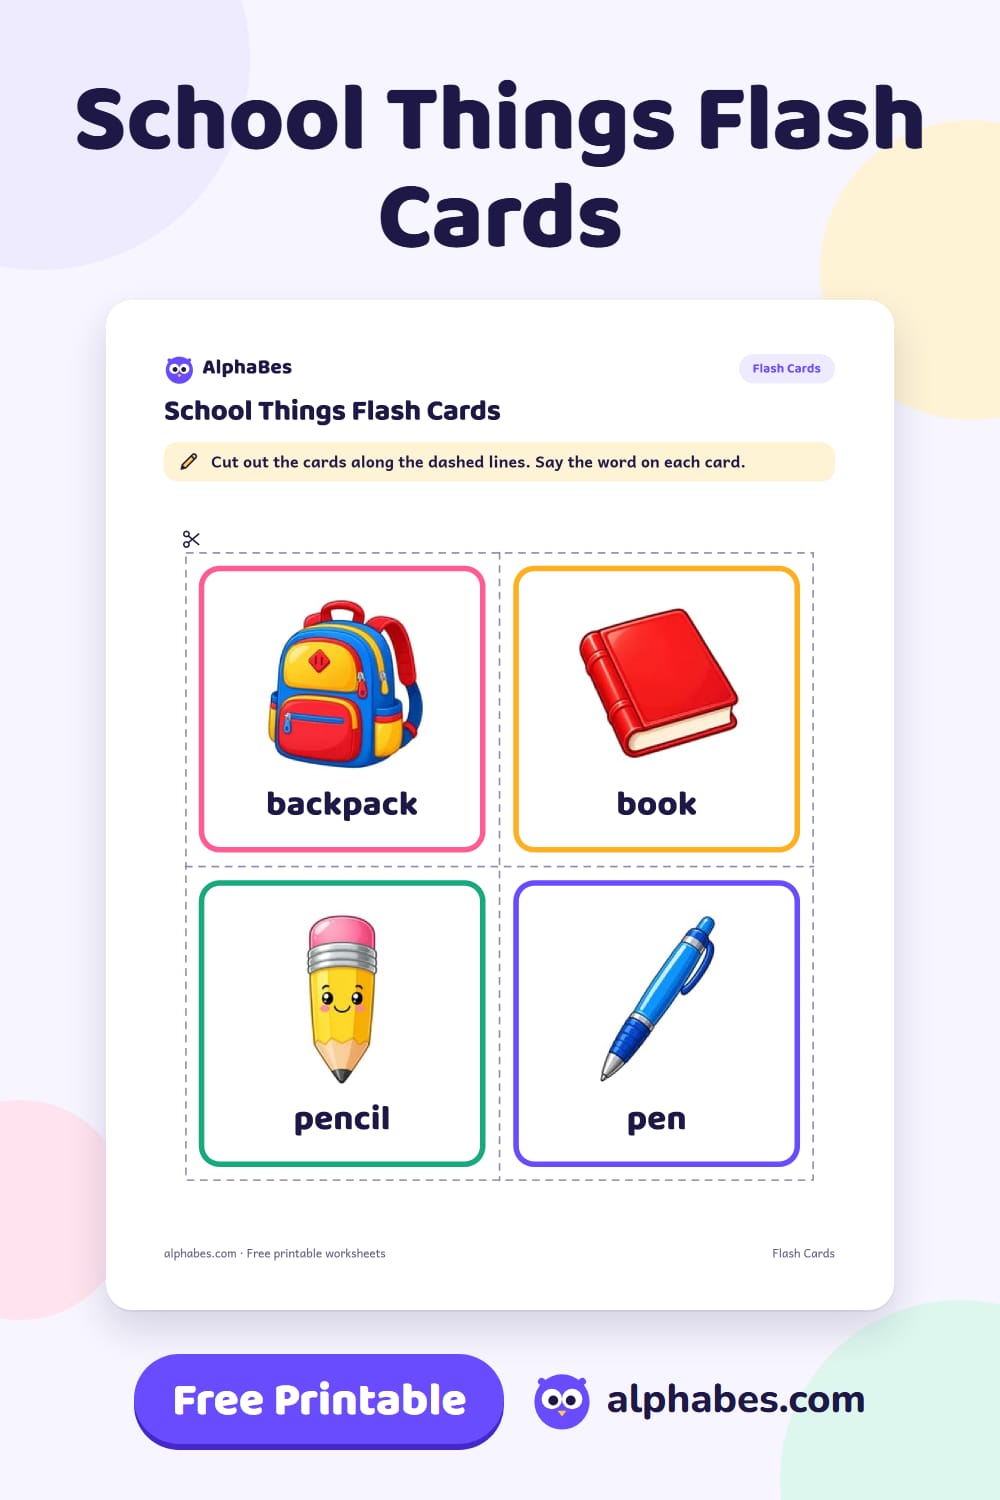 School Things Flash
Cards
AlphaBes
Flash Cards
School Things Flash Cards
Cut out the cards along the dashed lines. Say the word on each card.
backpack
book
pencil
pen
alphabes.com · Free printable worksheets
Flash Cards
Free Printable
alphabes.com